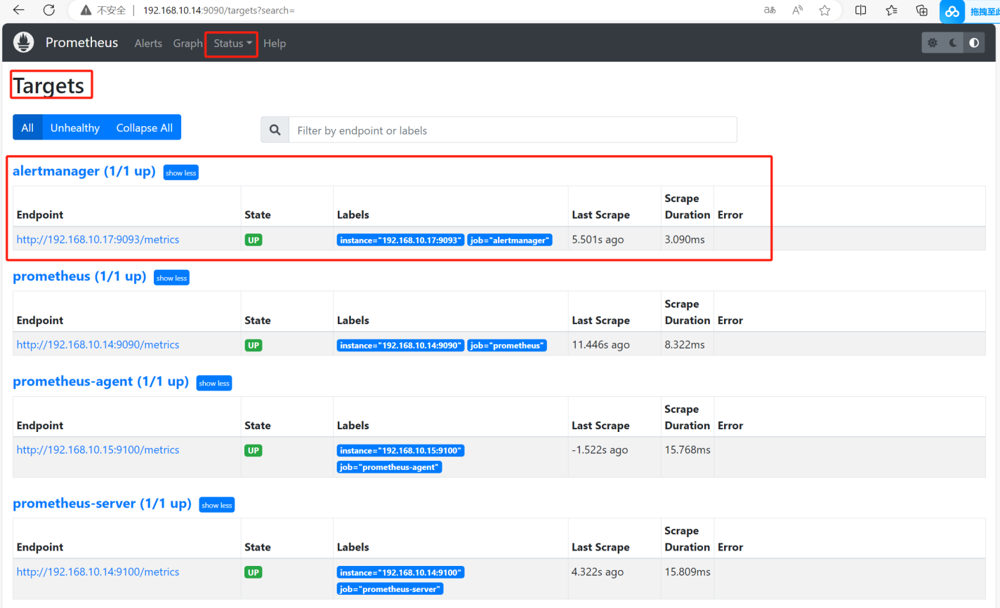 不安全 192.168.10.14:9090/targets?search= aあ A 拖拽至此
Prometheus Alerts Graph Status Help
Targets
All Unhealthy Collapse All Filter by endpoint or labels
alertmanager (1/1 up) show less
Endpoint State Labels Last Scrape Scrape Duration Error
http://192.168.10.17:9093/metrics UP instance="192.168.10.17:9093" job="alertmanager" 5.501s ago 3.090ms
prometheus (1/1 up) show less
Endpoint State Labels Last Scrape Scrape Duration Error
http://192.168.10.14:9090/metrics UP instance="192.168.10.14:9090" job="prometheus" 11.446s ago 8.322ms
prometheus-agent (1/1 up) show less
Endpoint State Labels Last Scrape Scrape Duration Error
http://192.168.10.15:9100/metrics UP instance="192.168.10.15:9100" -1.522s ago 15.768ms
job="prometheus-agent"
prometheus-server (1/1 up) show less
Endpoint State Labels Last Scrape Scrape Duration Error
http://192.168.10.14:9100/metrics UP instance="192.168.10.14:9100" 4.322s ago 15.809ms
job="prometheus-server"